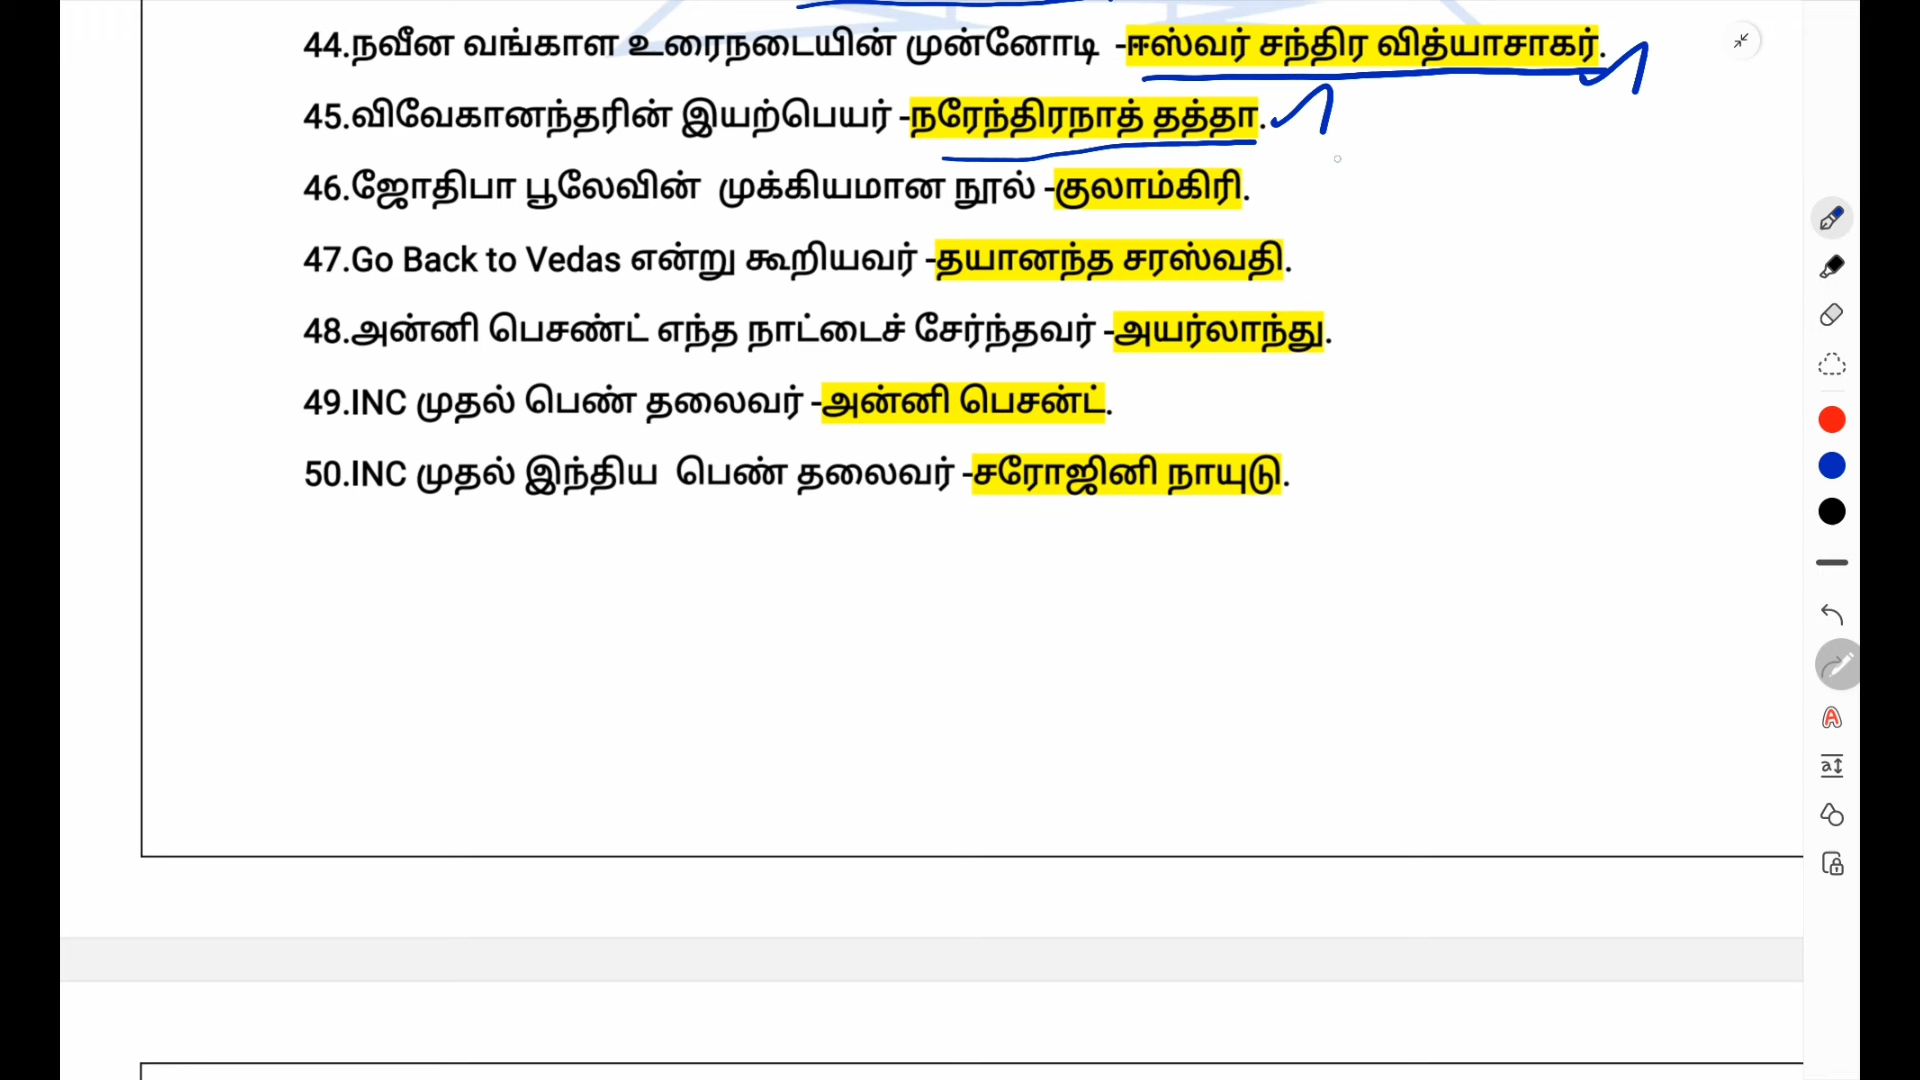 44.நவீன வங்காள உரைநடையின் முன்னோடி -ஈஸ்வர் சந்திர வித்யாசாகர்.
45.விவேகானந்தரின் இயற்பெயர் -நரேந்திரநாத் தத்தா.
46.ஜோதிபா பூலேவின் முக்கியமான நூல் -குலாம்கிரி.
47.Go Back to Vedas என்று கூறியவர் -தயானந்த சரஸ்வதி.
48.அன்னி பெசண்ட் எந்த நாட்டைச் சேர்ந்தவர் -அயர்லாந்து.
49.INC முதல் பெண் தலைவர் -அன்னி பெசன்ட்.
50.INC முதல் இந்திய பெண் தலைவர் -சரோஜினி நாயுடு.